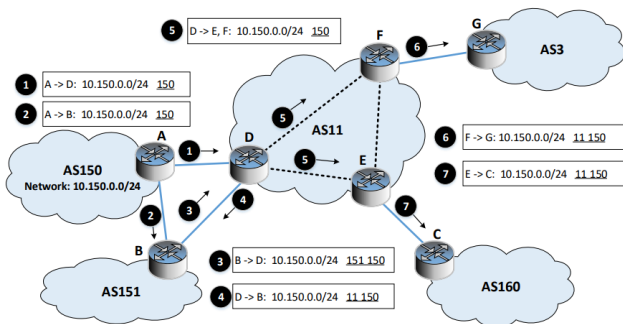 5 D -> E, F: 10.150.0.0/24 150
F
6
G
AS3
1 A -> D: 10.150.0.0/24 150
2 A -> B: 10.150.0.0/24 150
A
1
D
5
AS11
6 F -> G: 10.150.0.0/24 11 150
AS150
Network: 10.150.0.0/24
5
E
7 E -> C: 10.150.0.0/24 11 150
2
3
4
7
B
3 B -> D: 10.150.0.0/24 151 150
C
AS151
4 D -> B: 10.150.0.0/24 11 150
AS160